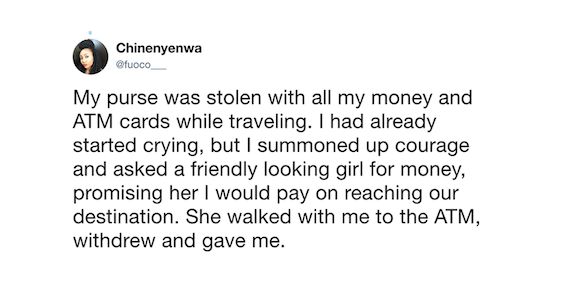 Chinenyenwa
@fuoco___
My purse was stolen with all my money and
ATM cards while traveling. I had already
started crying, but I summoned up courage
and asked a friendly looking girl for money,
promising her I would pay on reaching our
destination. She walked with me to the ATM,
withdrew and gave me.